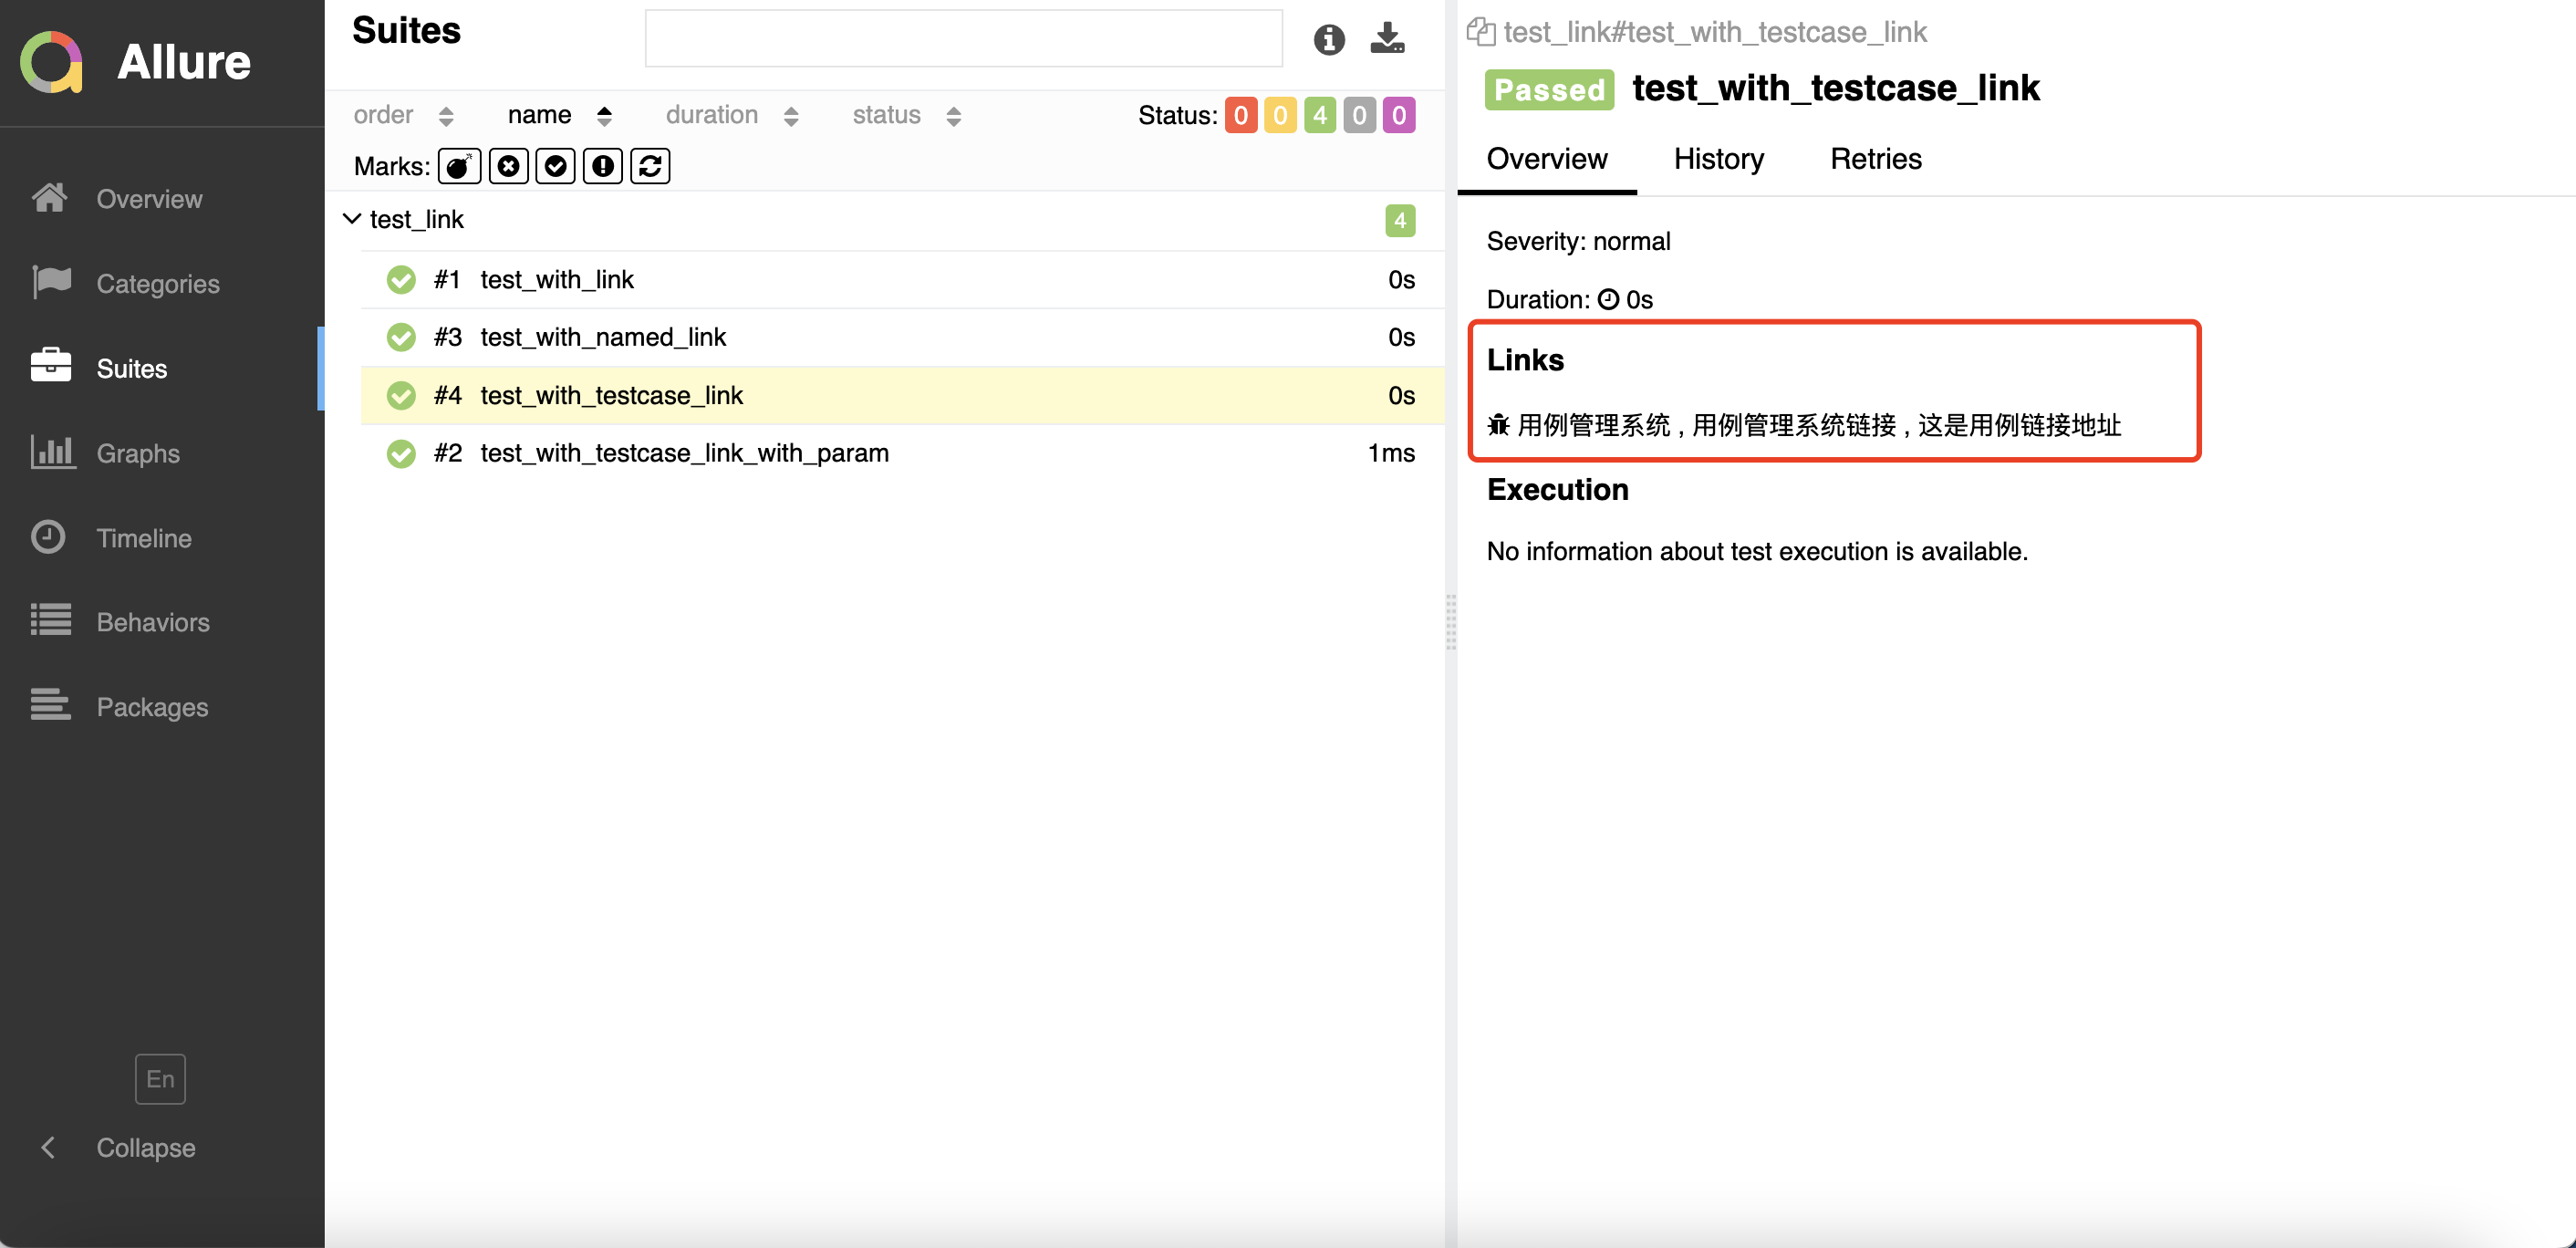 Allure
Overview
Categories
Suites
Graphs
Timeline
Behaviors
Packages
En
Collapse
Suites
order name duration status Status: 0 0 4 0 0
Marks:
test_link 4
#1 test_with_link 0s
#3 test_with_named_link 0s
#4 test_with_testcase_link 0s
#2 test_with_testcase_link_with_param 1ms
test_link#test_with_testcase_link
Passed test_with_testcase_link
Overview History Retries
Severity: normal
Duration: 0s
Links
用例管理系统 , 用例管理系统链接 , 这是用例链接地址
Execution
No information about test execution is available.